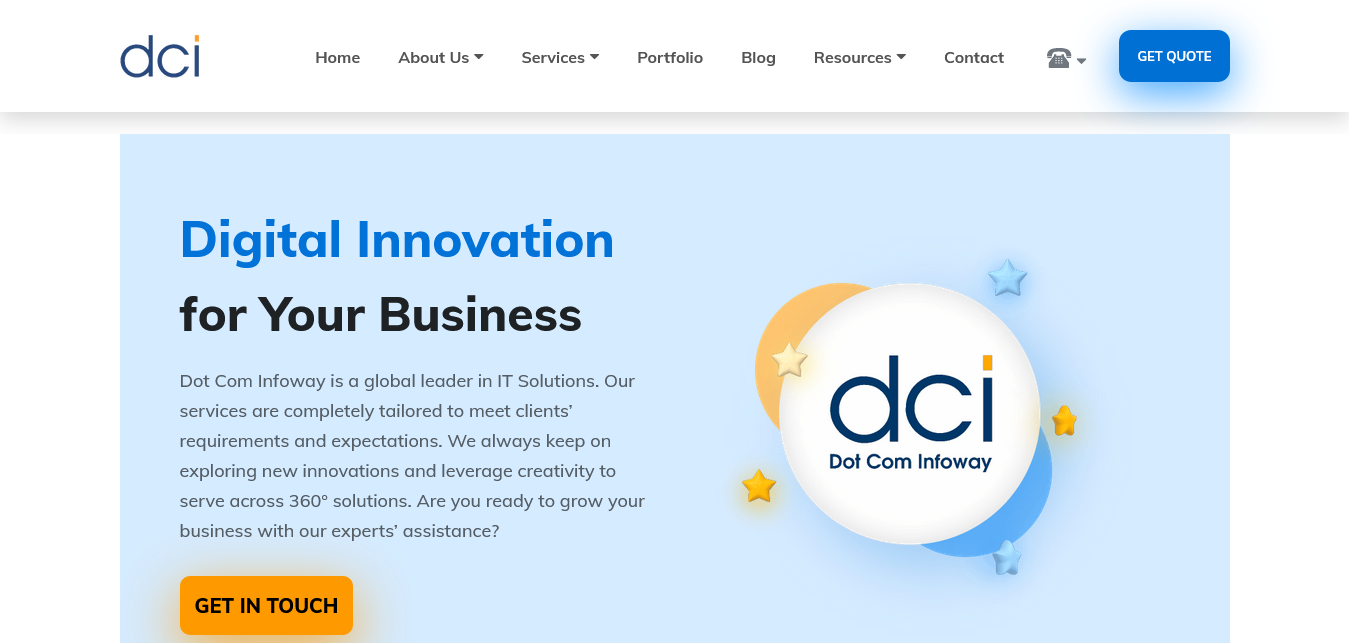 dci
Home About Us Services Portfolio Blog Resources Contact GET QUOTE
Digital Innovation
for Your Business
Dot Com Infoway is a global leader in IT Solutions. Our
services are completely tailored to meet clients’
requirements and expectations. We always keep on
exploring new innovations and leverage creativity to
serve across 360° solutions. Are you ready to grow your
business with our experts’ assistance?
GET IN TOUCH
dci
Dot Com Infoway